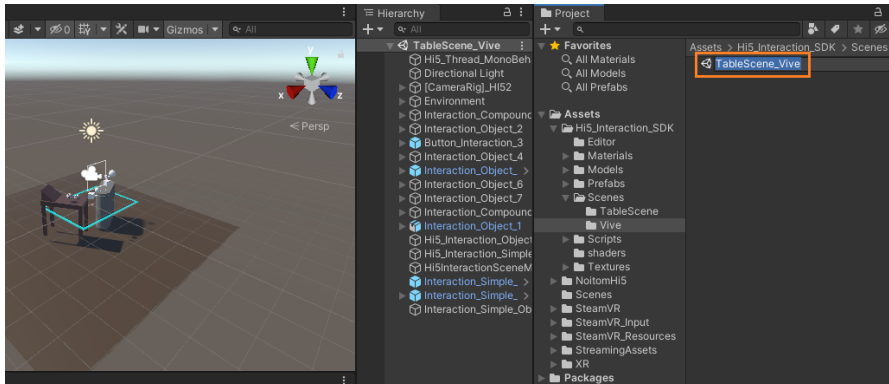 Gizmos
All
y
x
z
Persp
Hierarchy
All
TableScene_Vive
Hi5_Thread_MonoBeh
Directional Light
[CameraRig]_HI52
Environment
Interaction_Compound
Interaction_Object_2
Button_Interaction_3
Interaction_Object_4
Interaction_Object_
Interaction_Object_6
Interaction_Object_7
Interaction_Compound
Interaction_Object_1
Hi5_Interaction_Object
Hi5_Interaction_Simple
Hi5InteractionSceneM
Interaction_Simple_
Interaction_Simple_
Interaction_Simple_Ob
Project
Favorites
All Materials
All Models
All Prefabs
Assets
Hi5_Interaction_SDK
Editor
Materials
Models
Prefabs
Scenes
TableScene
Vive
Scripts
shaders
Textures
NoitomHi5
Scenes
SteamVR
SteamVR_Input
SteamVR_Resources
StreamingAssets
XR
Packages
Assets > Hi5_Interaction_SDK > Scenes
TableScene_Vive